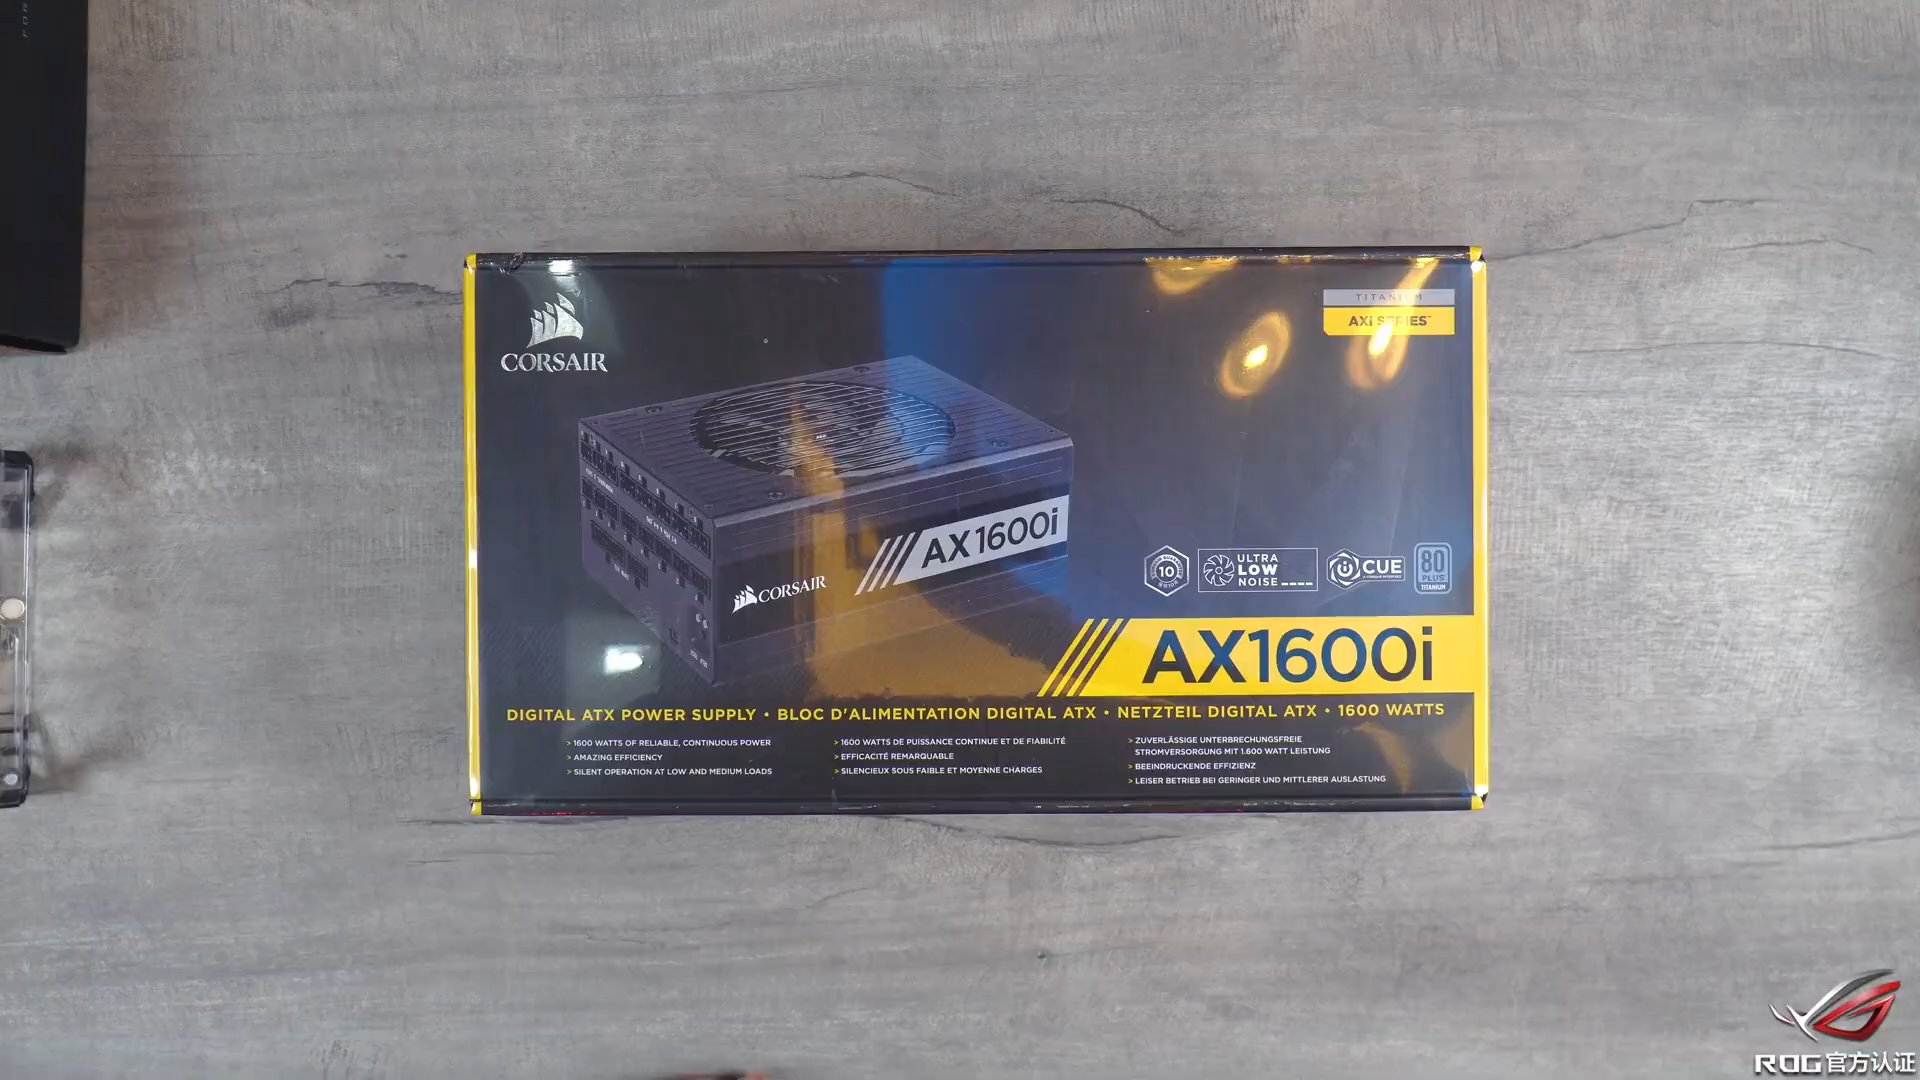 CORSAIR
TITANIUM
AXi SERIES™
CORSAIR
AX1600i
10
ULTRA
LOW
NOISE
CUE
80
PLUS
TITANIUM
AX1600i
DIGITAL ATX POWER SUPPLY • BLOC D'ALIMENTATION DIGITAL ATX • NETZTEIL DIGITAL ATX • 1600 WATTS
> 1600 WATTS OF RELIABLE, CONTINUOUS POWER
> AMAZING EFFICIENCY
> SILENT OPERATION AT LOW AND MEDIUM LOADS
> 1600 WATTS DE PUISSANCE CONTINUE ET DE FIABILITÉ
> EFFICACITÉ REMARQUABLE
> SILENCIEUX SOUS FAIBLE ET MOYENNE CHARGES
> ZUVERLÄSSIGE UNTERBRECHUNGSFREIE
STROMVERSORGUNG MIT 1.600 WATT LEISTUNG
> BEEINDRUCKENDE EFFIZIENZ
> LEISER BETRIEB BEI GERINGER UND MITTLERER AUSLASTUNG
ROG官方认证